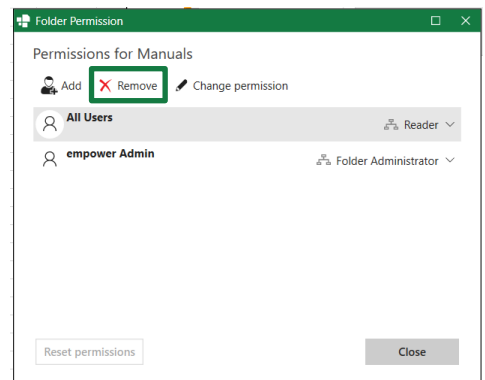 Folder Permission
Permissions for Manuals
Add Remove Change permission
All Users
Reader
empower Admin
Folder Administrator
Reset permissions Close